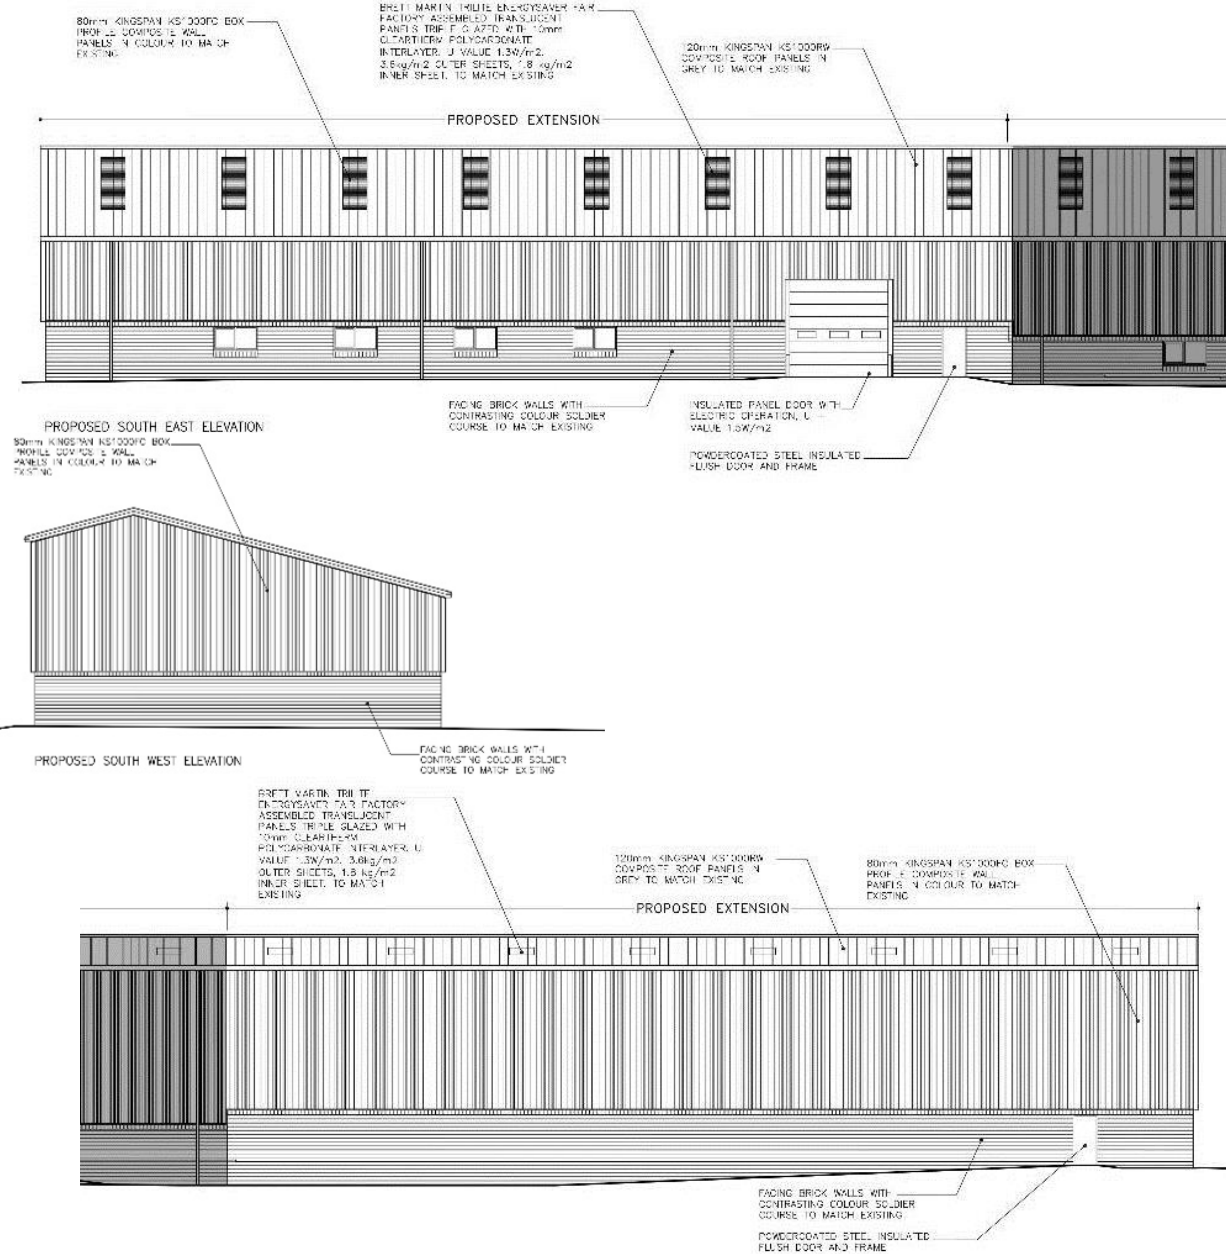 80mm KINGSPAN KS1000FC BOX
PROFILE COMPOSITE WALL
PANELS IN COLOUR TO MATCH
EXISTING
BRETT MARTIN TRILITE ENERGYSAVER FAIR
FACTORY ASSEMBLED TRANSLUCENT
PANELS TRIPLE GLAZED WITH 10mm
CLEARTHERM POLYCARBONATE
INTERLAYER. U VALUE 1.3W/m2.
3.6kg/m2 OUTER SHEETS, 1.8 kg/m2
INNER SHEET. TO MATCH EXISTING
120mm KINGSPAN KS1000RW
COMPOSITE ROOF PANELS IN
GREY TO MATCH EXISTING
PROPOSED EXTENSION
FACING BRICK WALLS WITH
CONTRASTING COLOUR SOLDIER
COURSE TO MATCH EXISTING
INSULATED PANEL DOOR WITH
ELECTRIC OPERATION, U –
VALUE 1.5W/m2
POWDERCOATED STEEL INSULATED
FLUSH DOOR AND FRAME
PROPOSED SOUTH EAST ELEVATION
80mm KINGSPAN KS1000FC BOX
PROFILE COMPOSITE WALL
PANELS IN COLOUR TO MATCH
EXISTING
FACING BRICK WALLS WITH
CONTRASTING COLOUR SOLDIER
COURSE TO MATCH EXISTING
PROPOSED SOUTH WEST ELEVATION
BRETT MARTIN TRILITE
ENERGYSAVER FAIR FACTORY
ASSEMBLED TRANSLUCENT
PANELS TRIPLE GLAZED WITH
10mm CLEARTHERM
POLYCARBONATE INTERLAYER. U
VALUE 1.3W/m2. 3.6kg/m2
OUTER SHEETS, 1.8 kg/m2
INNER SHEET. TO MATCH
EXISTING
120mm KINGSPAN KS1000RW
COMPOSITE ROOF PANELS IN
GREY TO MATCH EXISTING
80mm KINGSPAN KS1000FC BOX
PROFILE COMPOSITE WALL
PANELS IN COLOUR TO MATCH
EXISTING
PROPOSED EXTENSION
FACING BRICK WALLS WITH
CONTRASTING COLOUR SOLDIER
COURSE TO MATCH EXISTING
POWDERCOATED STEEL INSULATED
FLUSH DOOR AND FRAME